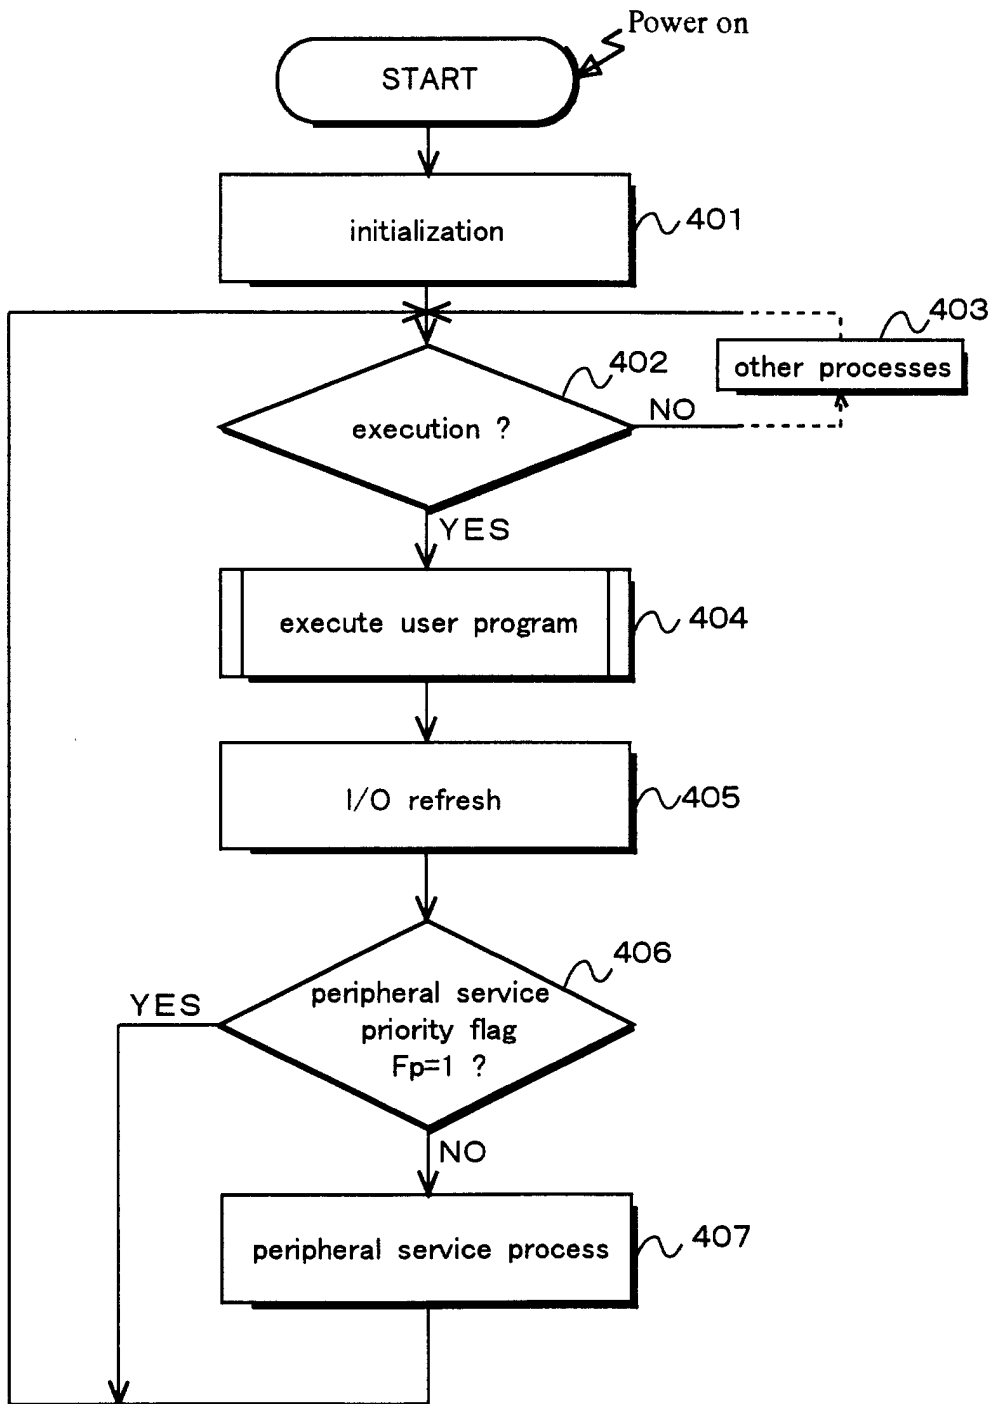 Power on
START
initialization
401
403
other processes
402
execution ?
NO
YES
execute user program
404
I/O refresh
405
406
YES
peripheral service
priority flag
Fp=1 ?
NO
peripheral service process
407